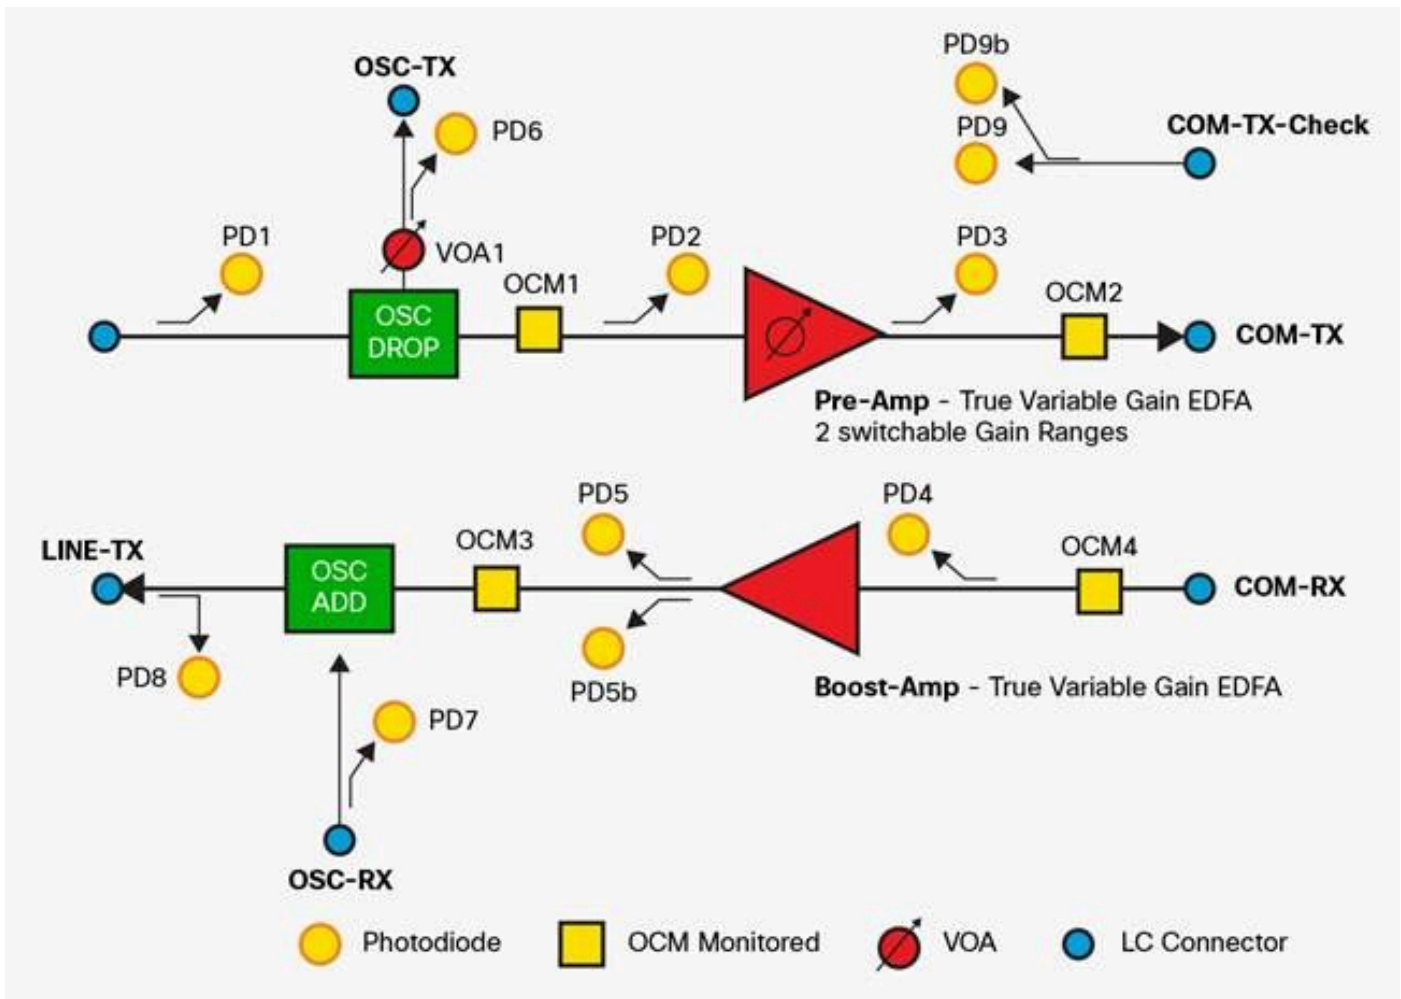 PD9b
OSC-TX
PD6
PD9
COM-TX-Check
PD1
VOA1
PD2
PD3
OCM1
OCM2
OSC
DROP
COM-TX
Pre-Amp - True Variable Gain EDFA
2 switchable Gain Ranges
PD5
PD4
LINE-TX
OCM3
OCM4
OSC
ADD
COM-RX
PD8
PD5b
Boost-Amp - True Variable Gain EDFA
PD7
OSC-RX
Photodiode
OCM Monitored
VOA
LC Connector